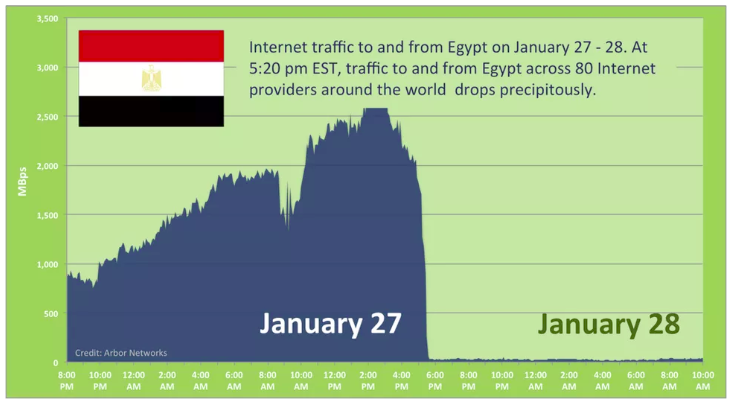 3,500
Internet traffic to and from Egypt on January 27 - 28. At
3,000
5:20 pm EST, traffic to and from Egypt across 80 Internet
providers around the world drops precipitously.
2,500
2,000
MBps
1,500
1,000
500
January 27
January 28
Credit: Arbor Networks
0
8:00 10:00 12:00 2:00 4:00 6:00 8:00 10:00 12:00 2:00 4:00 6:00 8:00 10:00 12:00 2:00 4:00 6:00 8:00 10:00
PM PM AM AM AM AM AM AM PM PM PM PM PM PM AM AM AM AM AM AM